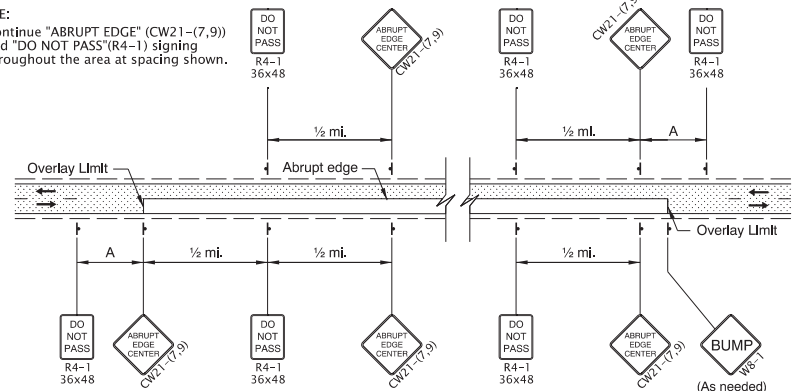 E:
ontinue "ABRUPT EDGE" (CW21-(7,9))
d "DO NOT PASS"(R4-1) signing
roughout the area at spacing shown.
DO
NOT
PASS
R4-1
36x48
ABRUPT
EDGE
CENTER
CW21-(7,9)
DO
NOT
PASS
R4-1
36x48
ABRUPT
EDGE
CENTER
CW21-(7,9)
DO
NOT
PASS
R4-1
36x48
½ mi.
½ mi.
A
Overlay Limit
Abrupt edge
Overlay Limit
A
½ mi.
½ mi.
½ mi.
DO
NOT
PASS
R4-1
36x48
ABRUPT
EDGE
CENTER
CW21-(7,9)
DO
NOT
PASS
R4-1
36x48
ABRUPT
EDGE
CENTER
CW21-(7,9)
DO
NOT
PASS
R4-1
36x48
ABRUPT
EDGE
CENTER
CW21-(7,9)
BUMP
W8-1
(As needed)